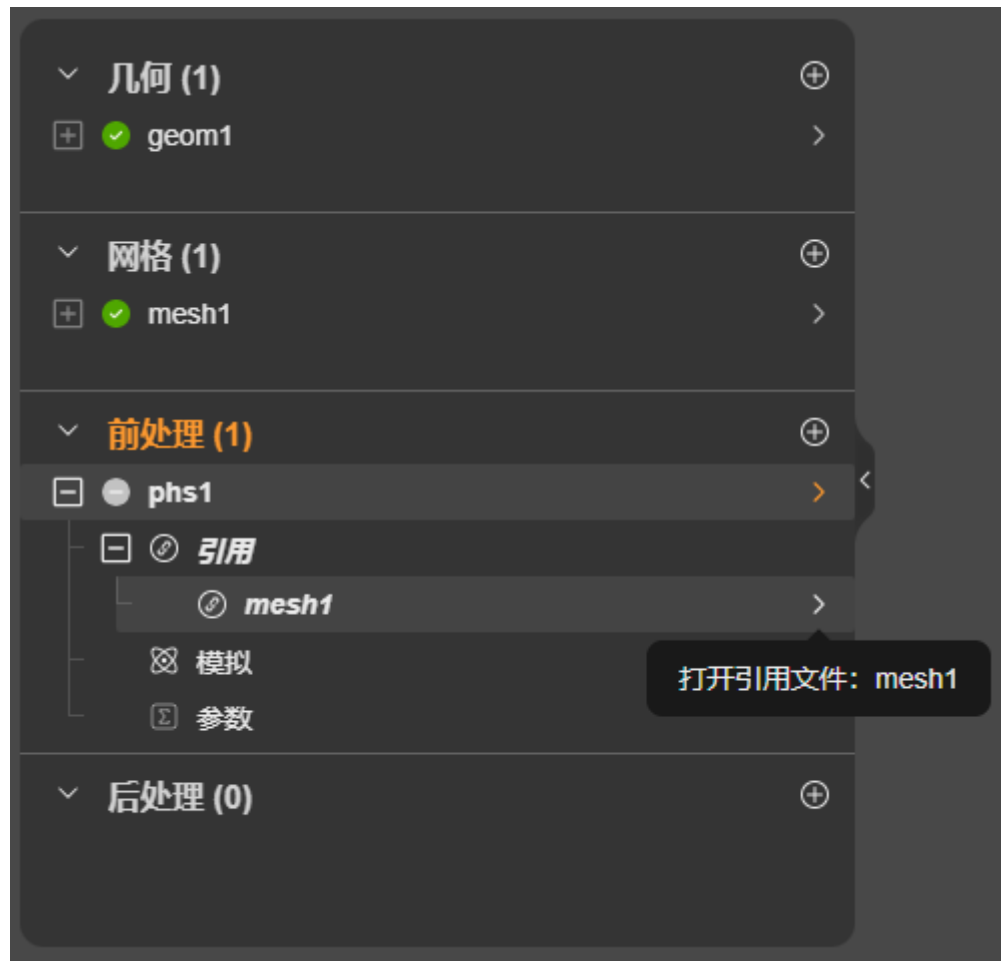 几何 (1)
geom1
网格 (1)
mesh1
前处理 (1)
phs1
引用
mesh1
模拟
打开引用文件：mesh1
参数
后处理 (0)